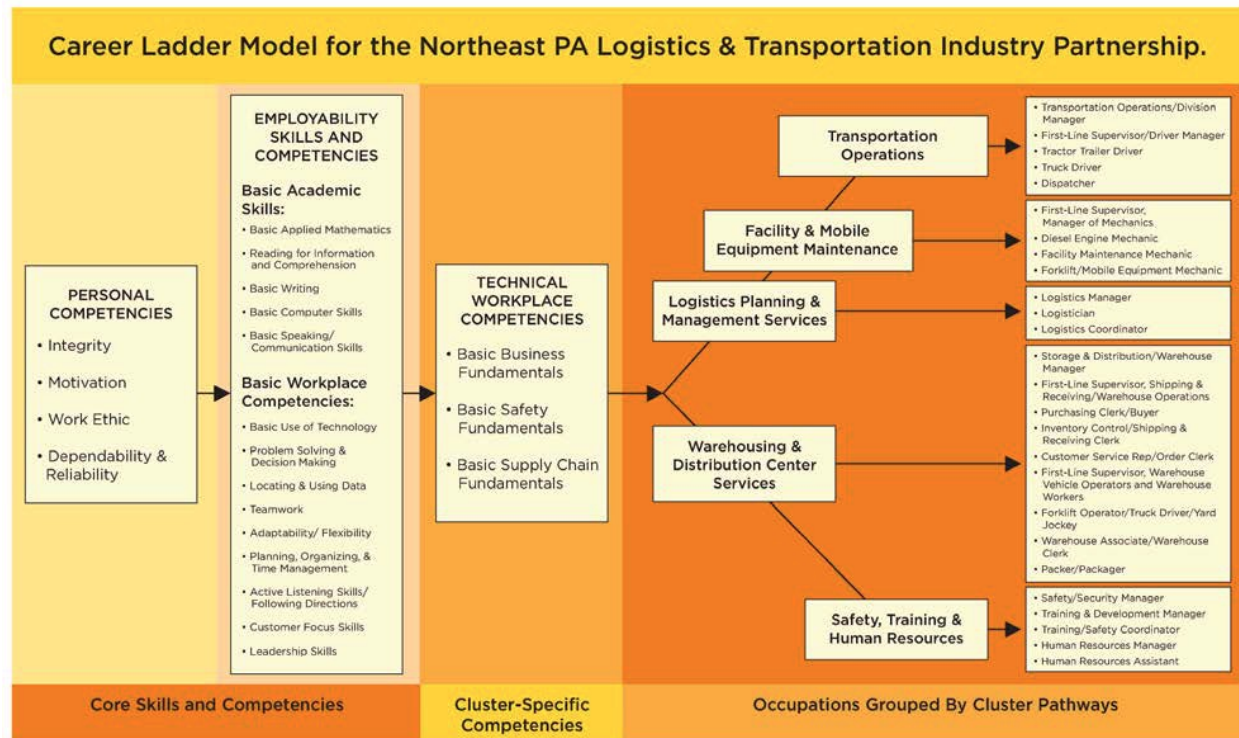 Career Ladder Model for the Northeast PA Logistics & Transportation Industry Partnership.
PERSONAL
COMPETENCIES
• Integrity
• Motivation
• Work Ethic
• Dependability &
Reliability
EMPLOYABILITY
SKILLS AND
COMPETENCIES
Basic Academic
Skills:
• Basic Applied Mathematics
• Reading for Information
and Comprehension
• Basic Writing
• Basic Computer Skills
• Basic Speaking/
Communication Skills
Basic Workplace
Competencies:
• Basic Use of Technology
• Problem Solving &
Decision Making
• Locating & Using Data
• Teamwork
• Adaptability/ Flexibility
• Planning, Organizing, &
Time Management
• Active Listening Skills/
Following Directions
• Customer Focus Skills
• Leadership Skills
TECHNICAL
WORKPLACE
COMPETENCIES
• Basic Business
Fundamentals
• Basic Safety
Fundamentals
• Basic Supply Chain
Fundamentals
Transportation
Operations
• Transportation Operations/Division
Manager
• First-Line Supervisor/Driver Manager
• Tractor Trailer Driver
• Truck Driver
• Dispatcher
Facility & Mobile
Equipment Maintenance
• First-Line Supervisor,
Manager of Mechanics
• Diesel Engine Mechanic
• Facility Maintenance Mechanic
• Forklift/Mobile Equipment Mechanic
Logistics Planning &
Management Services
• Logistics Manager
• Logistician
• Logistics Coordinator
Warehousing &
Distribution Center
Services
• Storage & Distribution/Warehouse
Manager
• First-Line Supervisor, Shipping &
Receiving/Warehouse Operations
• Purchasing Clerk/Buyer
• Inventory Control/Shipping &
Receiving Clerk
• Customer Service Rep/Order Clerk
• First-Line Supervisor, Warehouse
Vehicle Operators and Warehouse
Workers
• Forklift Operator/Truck Driver/Yard
Jockey
• Warehouse Associate/Warehouse
Clerk
• Packer/Packager
Safety, Training &
Human Resources
• Safety/Security Manager
• Training & Development Manager
• Training/Safety Coordinator
• Human Resources Manager
• Human Resources Assistant
Core Skills and Competencies
Cluster-Specific
Competencies
Occupations Grouped By Cluster Pathways